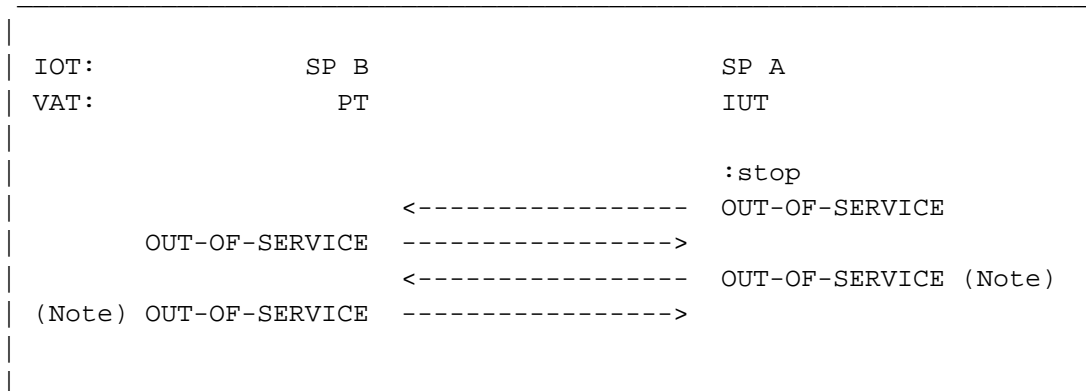 IOT: SP B SP A
VAT: PT IUT
:stop
<----------------- OUT-OF-SERVICE
OUT-OF-SERVICE ----------------->
<----------------- OUT-OF-SERVICE (Note)
(Note) OUT-OF-SERVICE ----------------->